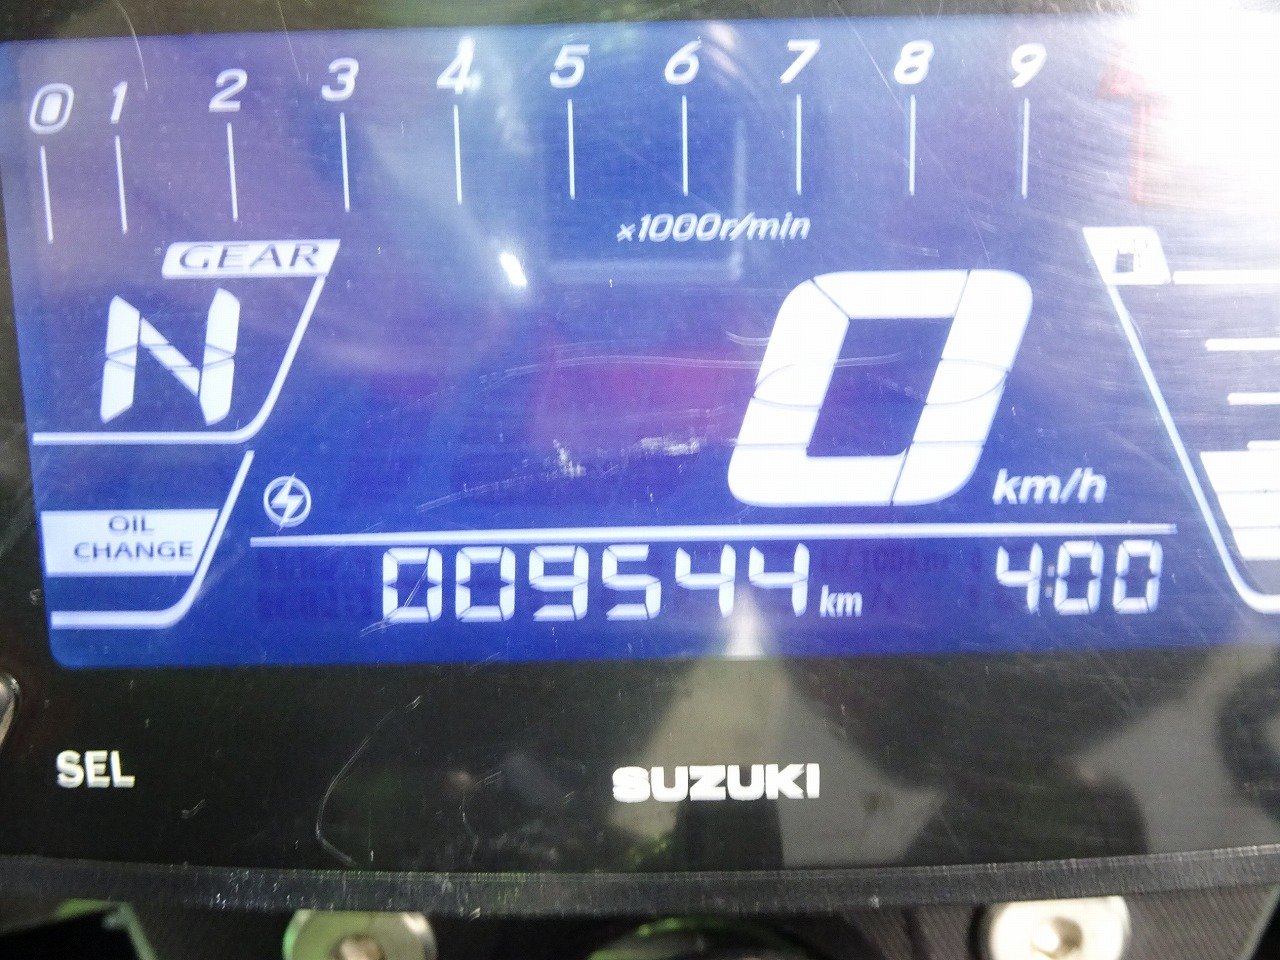 0 1 2 3 4 5 6 7 8 9
×1000r/min
GEAR
N
0 km/h
OIL
CHANGE
009544 km 4:00
SEL
SUZUKI